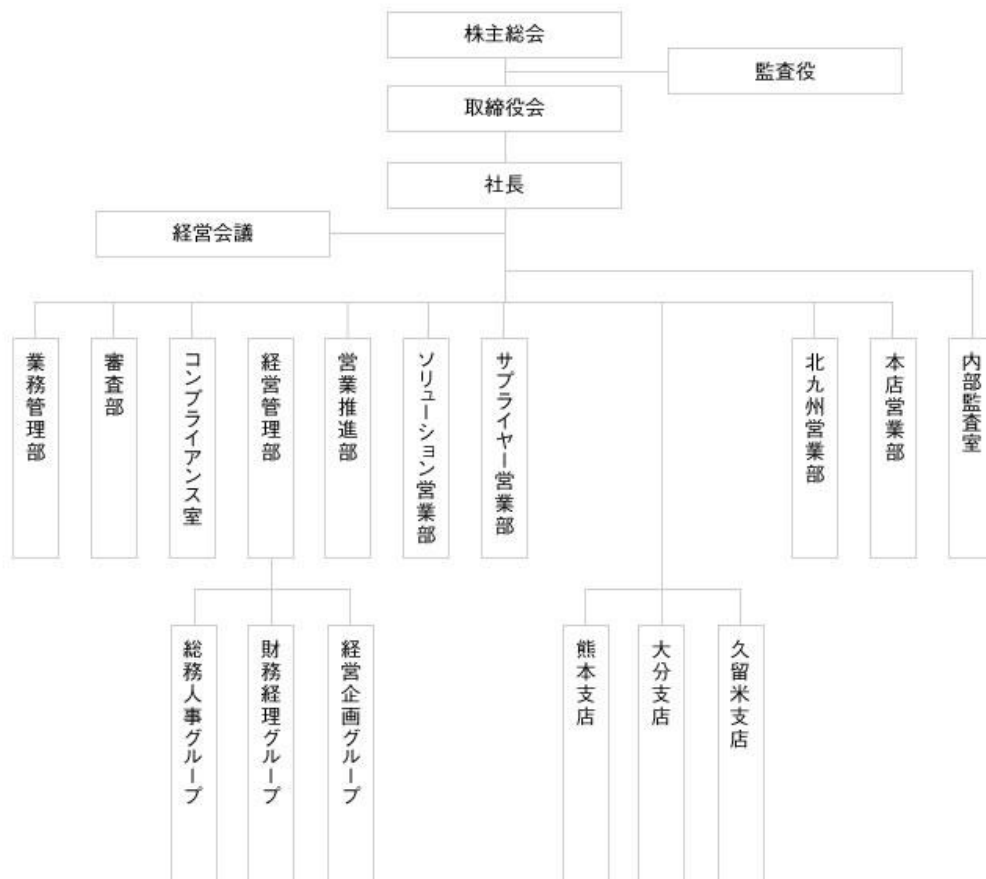 株主総会
監査役
取締役会
社長
経営会議
業務管理部
審査部
コンプライアンス室
経営管理部
営業推進部
ソリューション営業部
サプライヤー営業部
北九州営業部
本店営業部
内部監査室
総務人事グループ
財務経理グループ
経営企画グループ
熊本支店
大分支店
久留米支店